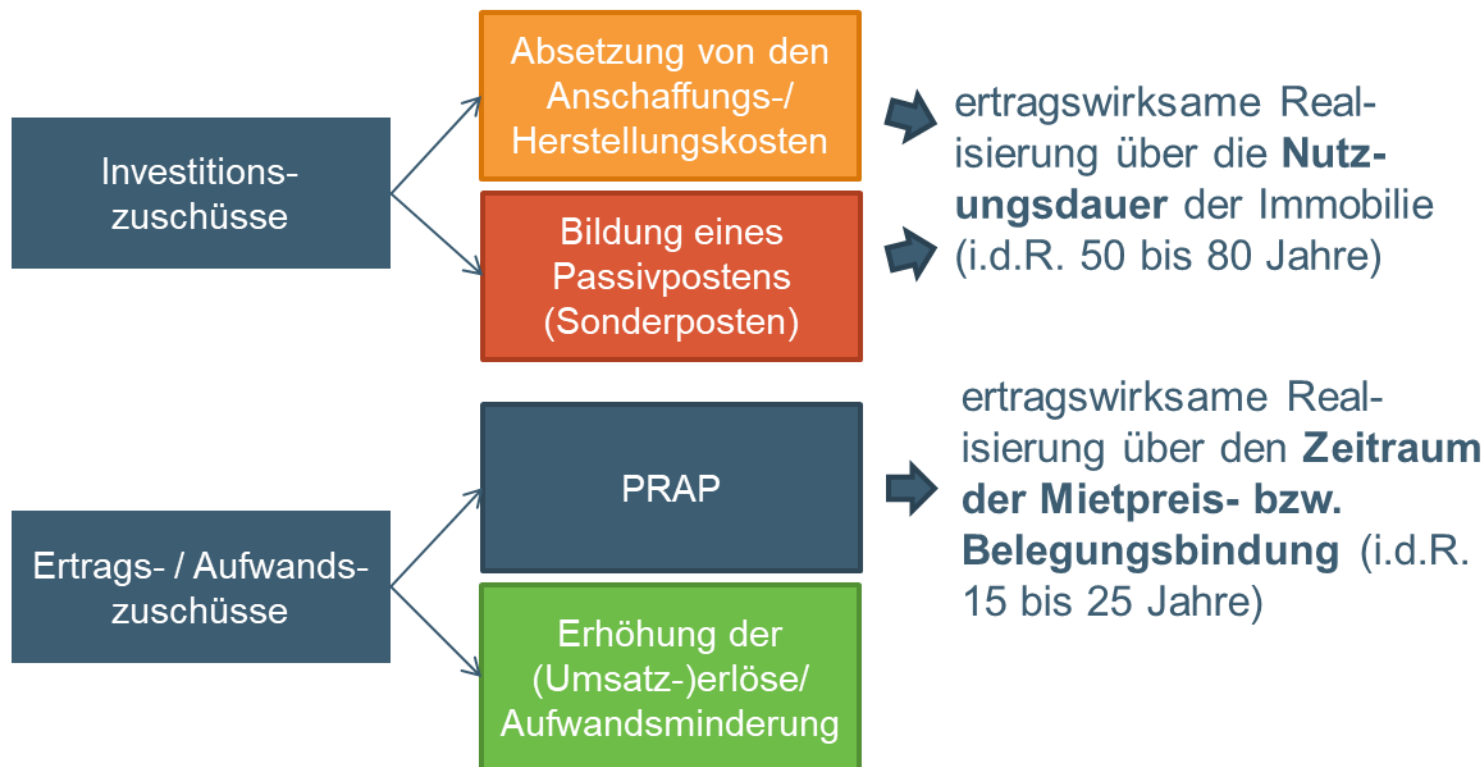 Investitions-
zuschüsse
Absetzung von den
Anschaffungs-/
Herstellungskosten
Bildung eines
Passivpostens
(Sonderposten)
ertragswirksame Real-
isierung über die Nutz-
ungsdauer der Immobilie
(i.d.R. 50 bis 80 Jahre)
Ertrags- / Aufwands-
zuschüsse
PRAP
Erhöhung der
(Umsatz-)erlöse/
Aufwandsminderung
ertragswirksame Real-
isierung über den Zeitraum
der Mietpreis- bzw.
Belegungsbindung (i.d.R.
15 bis 25 Jahre)